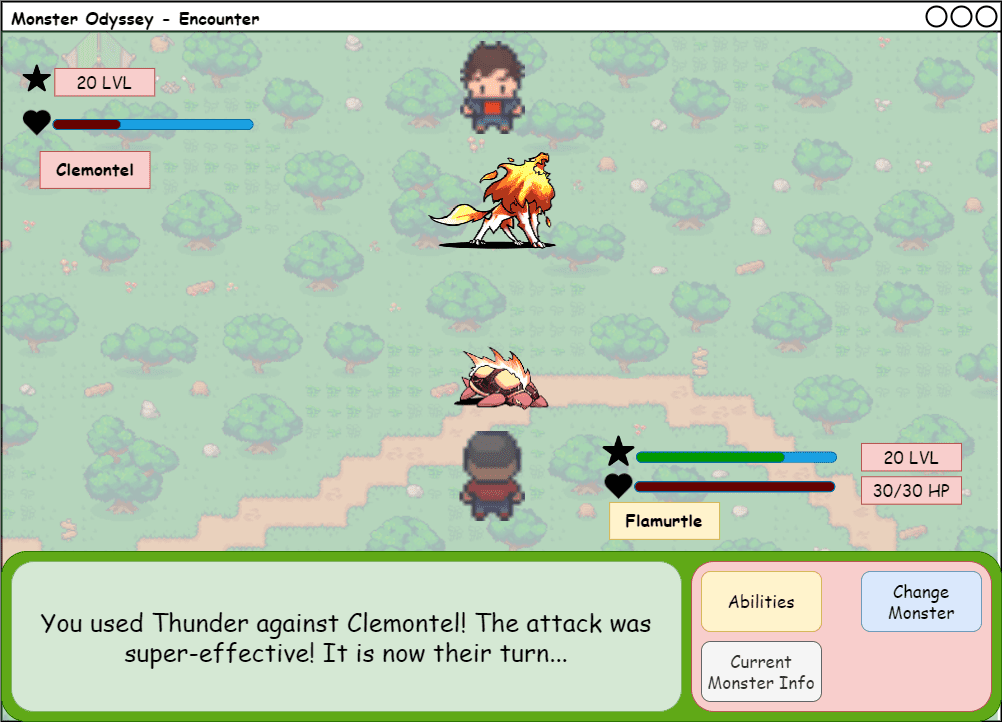 Monster Odyssey - Encounter
20 LVL
Clemontel
20 LVL
30/30 HP
Flamurtle
You used Thunder against Clemontel! The attack was
super-effective! It is now their turn...
Abilities
Change
Monster
Current
Monster Info